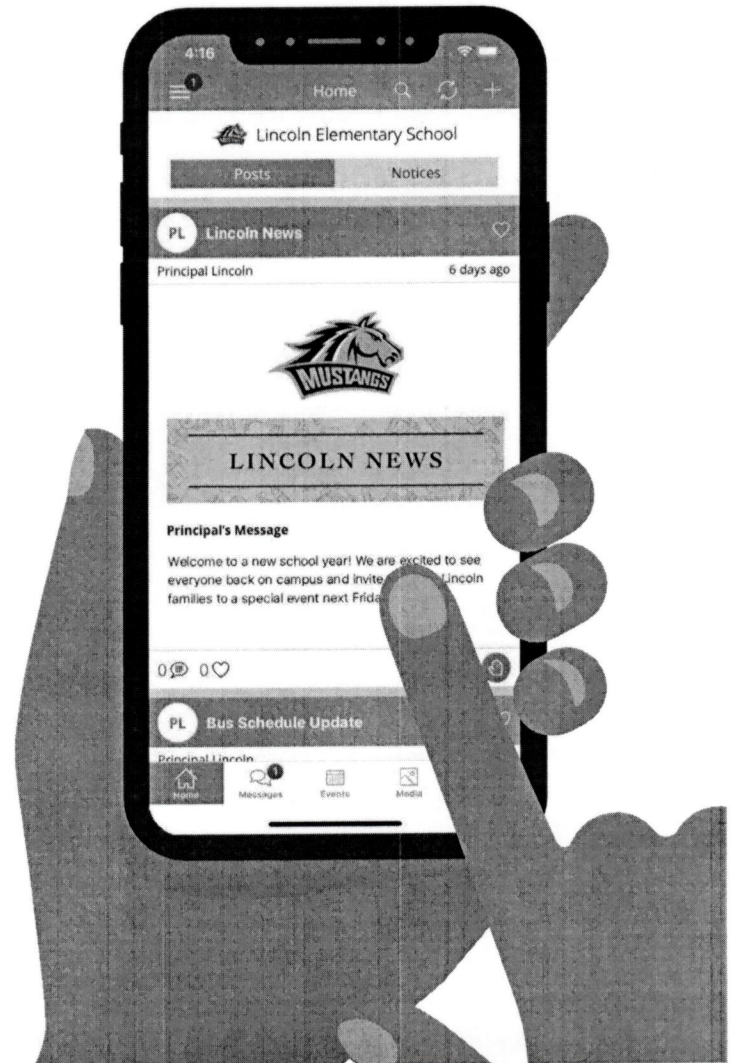 4:16
1
Home
Lincoln Elementary School
Posts Notices
PL Lincoln News
Principal Lincoln 6 days ago
MUSTANGS
LINCOLN NEWS
Principal's Message
Welcome to a new school year! We are excited to see
everyone back on campus and invite Lincoln
families to a special event next
0 0
PL Bus Schedule Update
Principal Lincoln
1
Home Messages Events Media